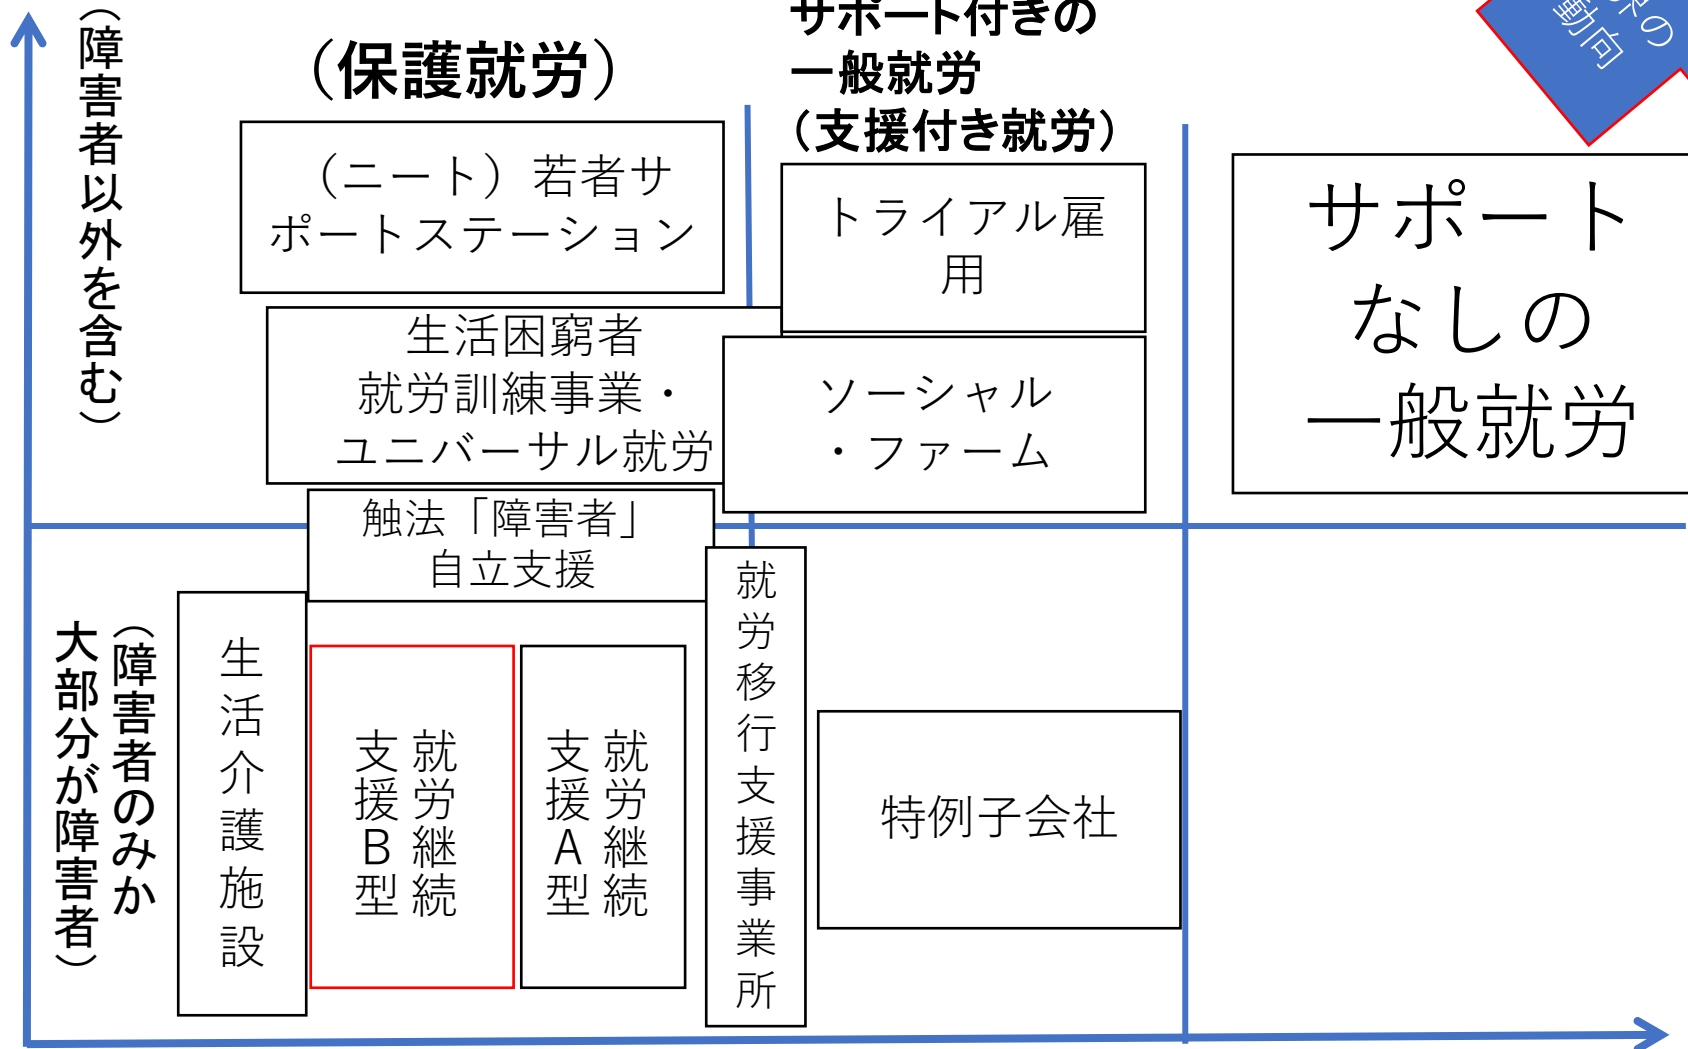 （障害者以外を含む）
（保護就労）
サポート付きの
一般就労
（支援付き就労）
の
動向
（ニート）若者サ
ポートステーション
トライアル雇
用
サポート
なしの
一般就労
生活困窮者
就労訓練事業・
ユニバーサル就労
ソーシャル
・ファーム
触法「障害者」
自立支援
（障害者のみか
大部分が障害者）
生活介護施設
就労継続
支援B型
就労継続
支援A型
就労移行支援事業所
特例子会社